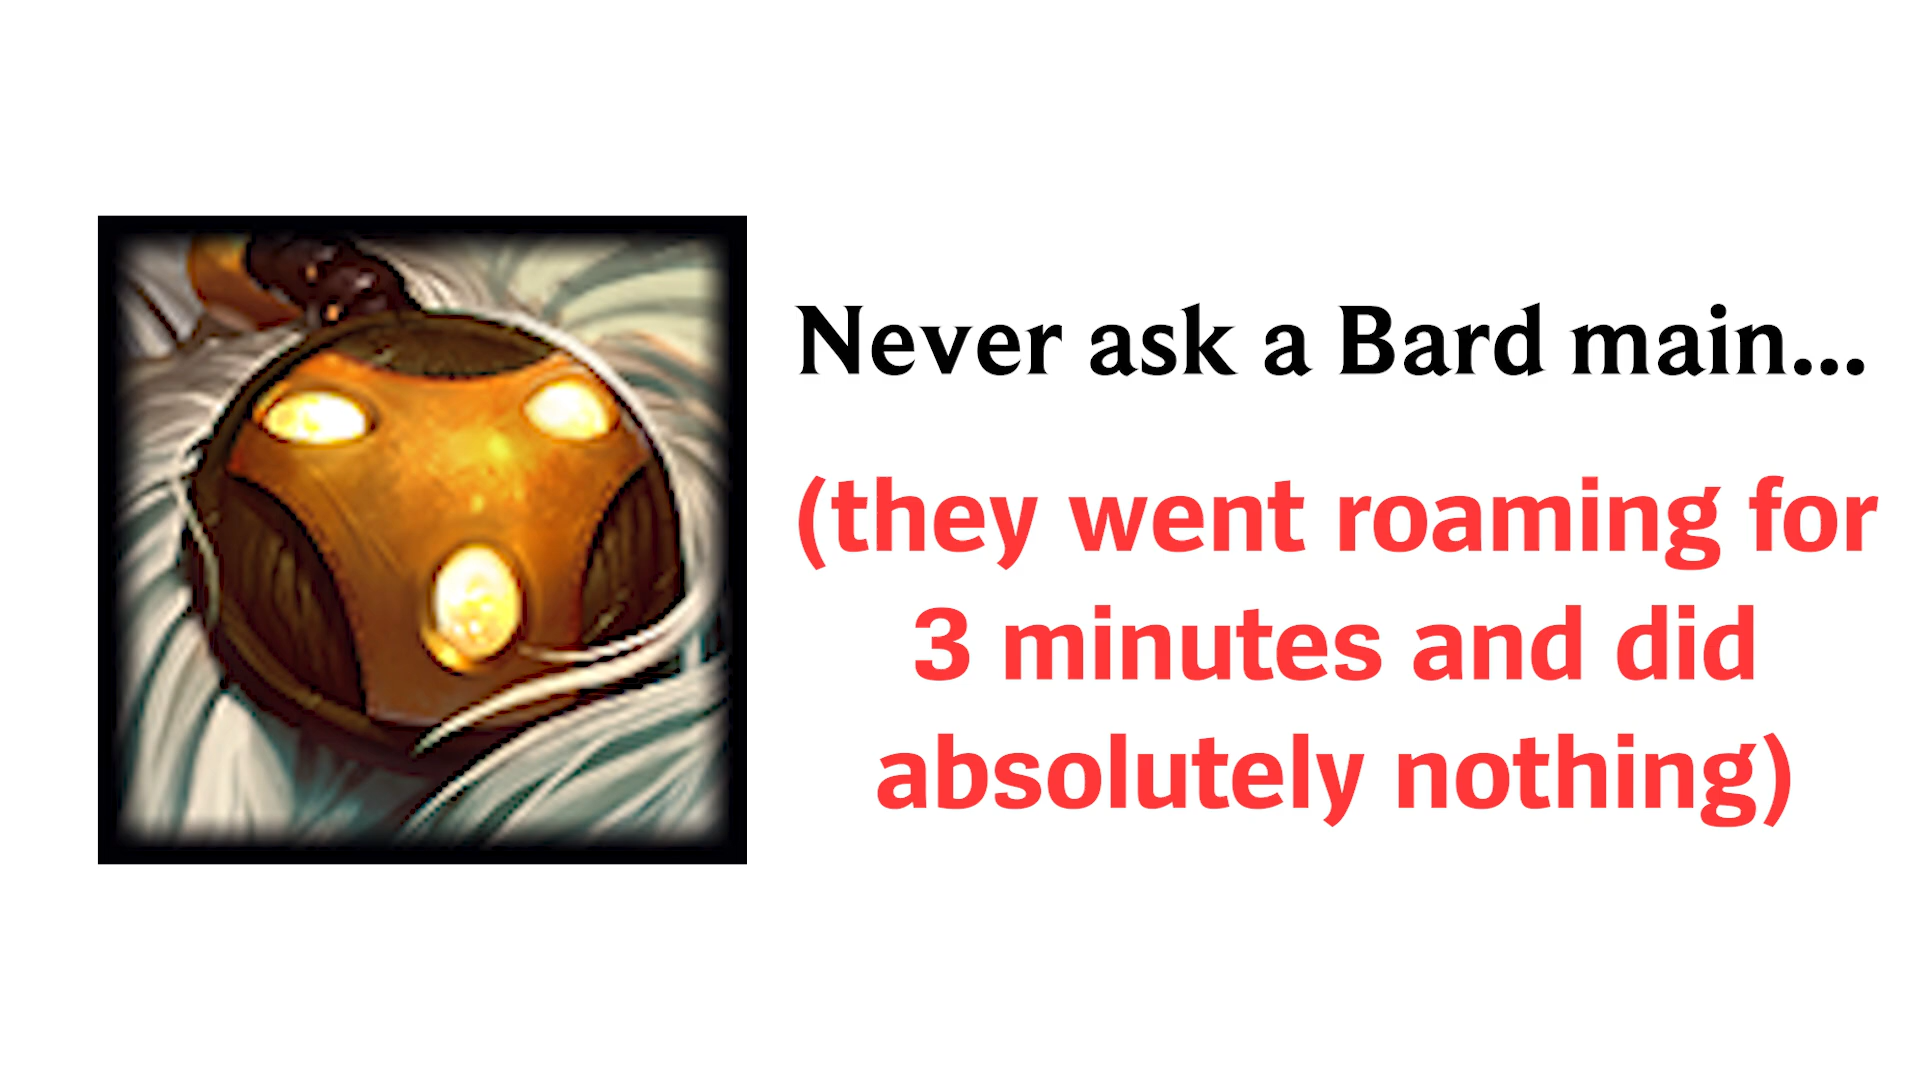 Never ask a Bard main...
(they went roaming for
3 minutes and did
absolutely nothing)